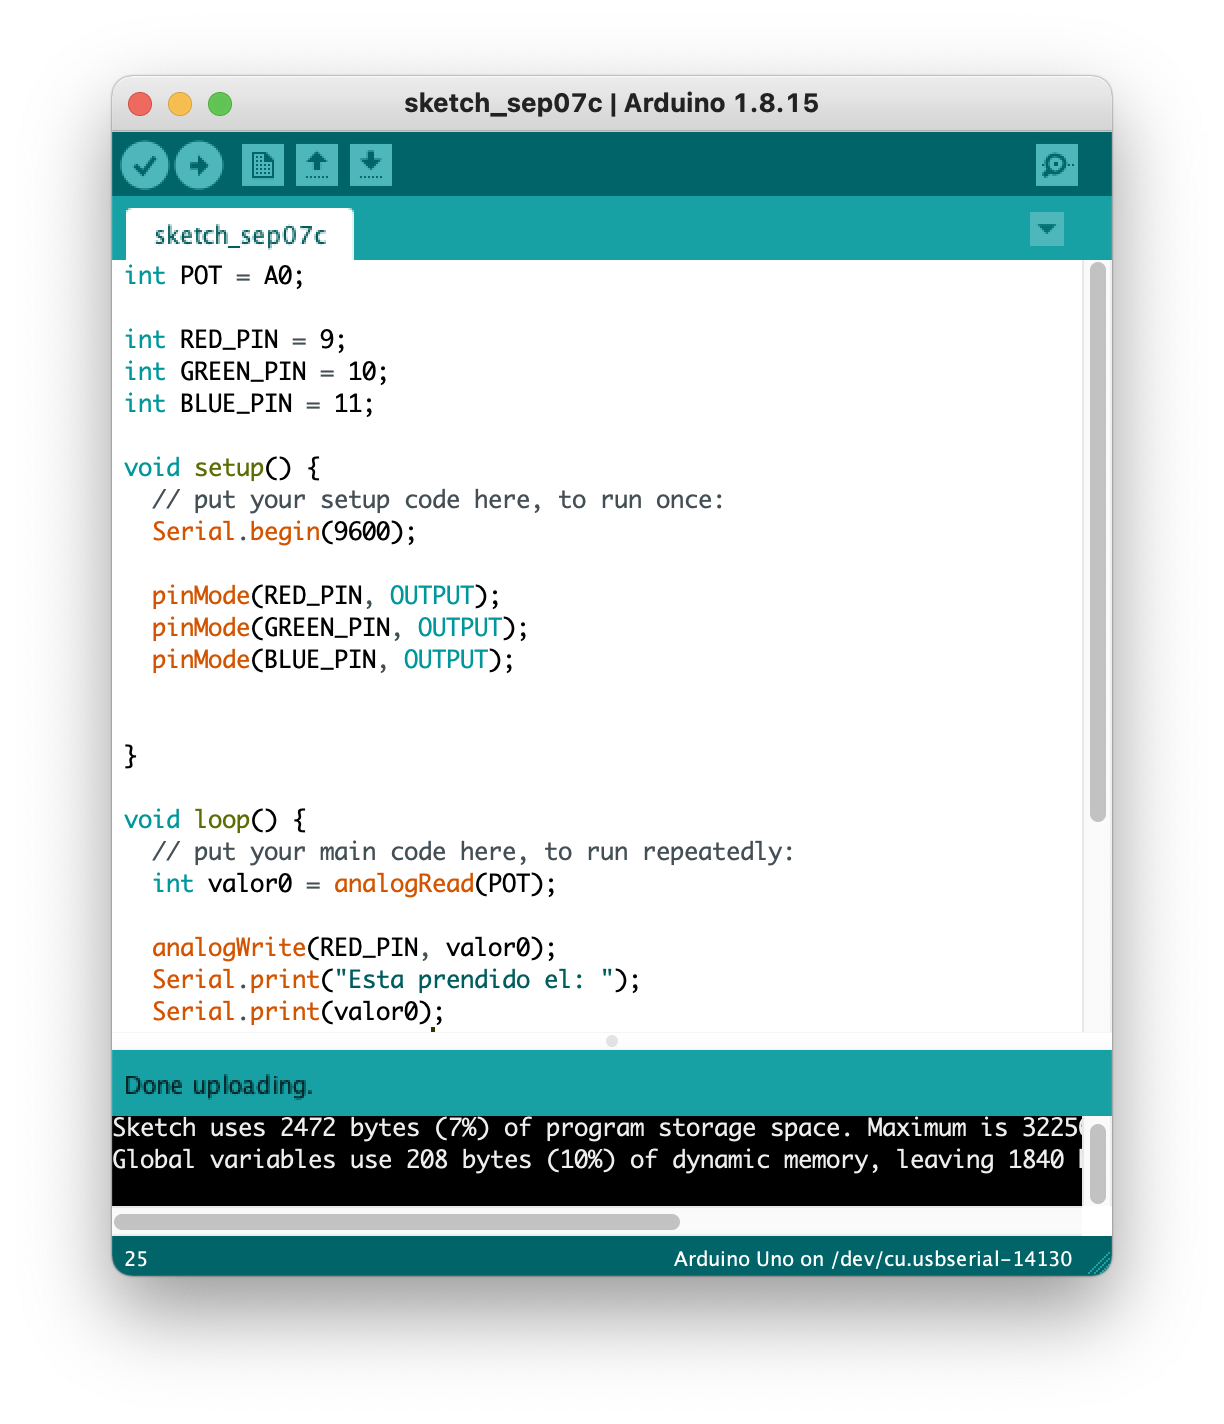 sketch_sep07c | Arduino 1.8.15
sketch_sep07c
int POT = A0;
int RED_PIN = 9;
int GREEN_PIN = 10;
int BLUE_PIN = 11;
void setup() {
// put your setup code here, to run once:
Serial.begin(9600);
pinMode(RED_PIN, OUTPUT);
pinMode(GREEN_PIN, OUTPUT);
pinMode(BLUE_PIN, OUTPUT);
}
void loop() {
// put your main code here, to run repeatedly:
int valor0 = analogRead(POT);
analogWrite(RED_PIN, valor0);
Serial.print("Esta prendido el: ");
Serial.print(valor0);
Done uploading.
Sketch uses 2472 bytes (7%) of program storage space. Maximum is 3225
Global variables use 208 bytes (10%) of dynamic memory, leaving 1840
25
Arduino Uno on /dev/cu.usbserial-14130